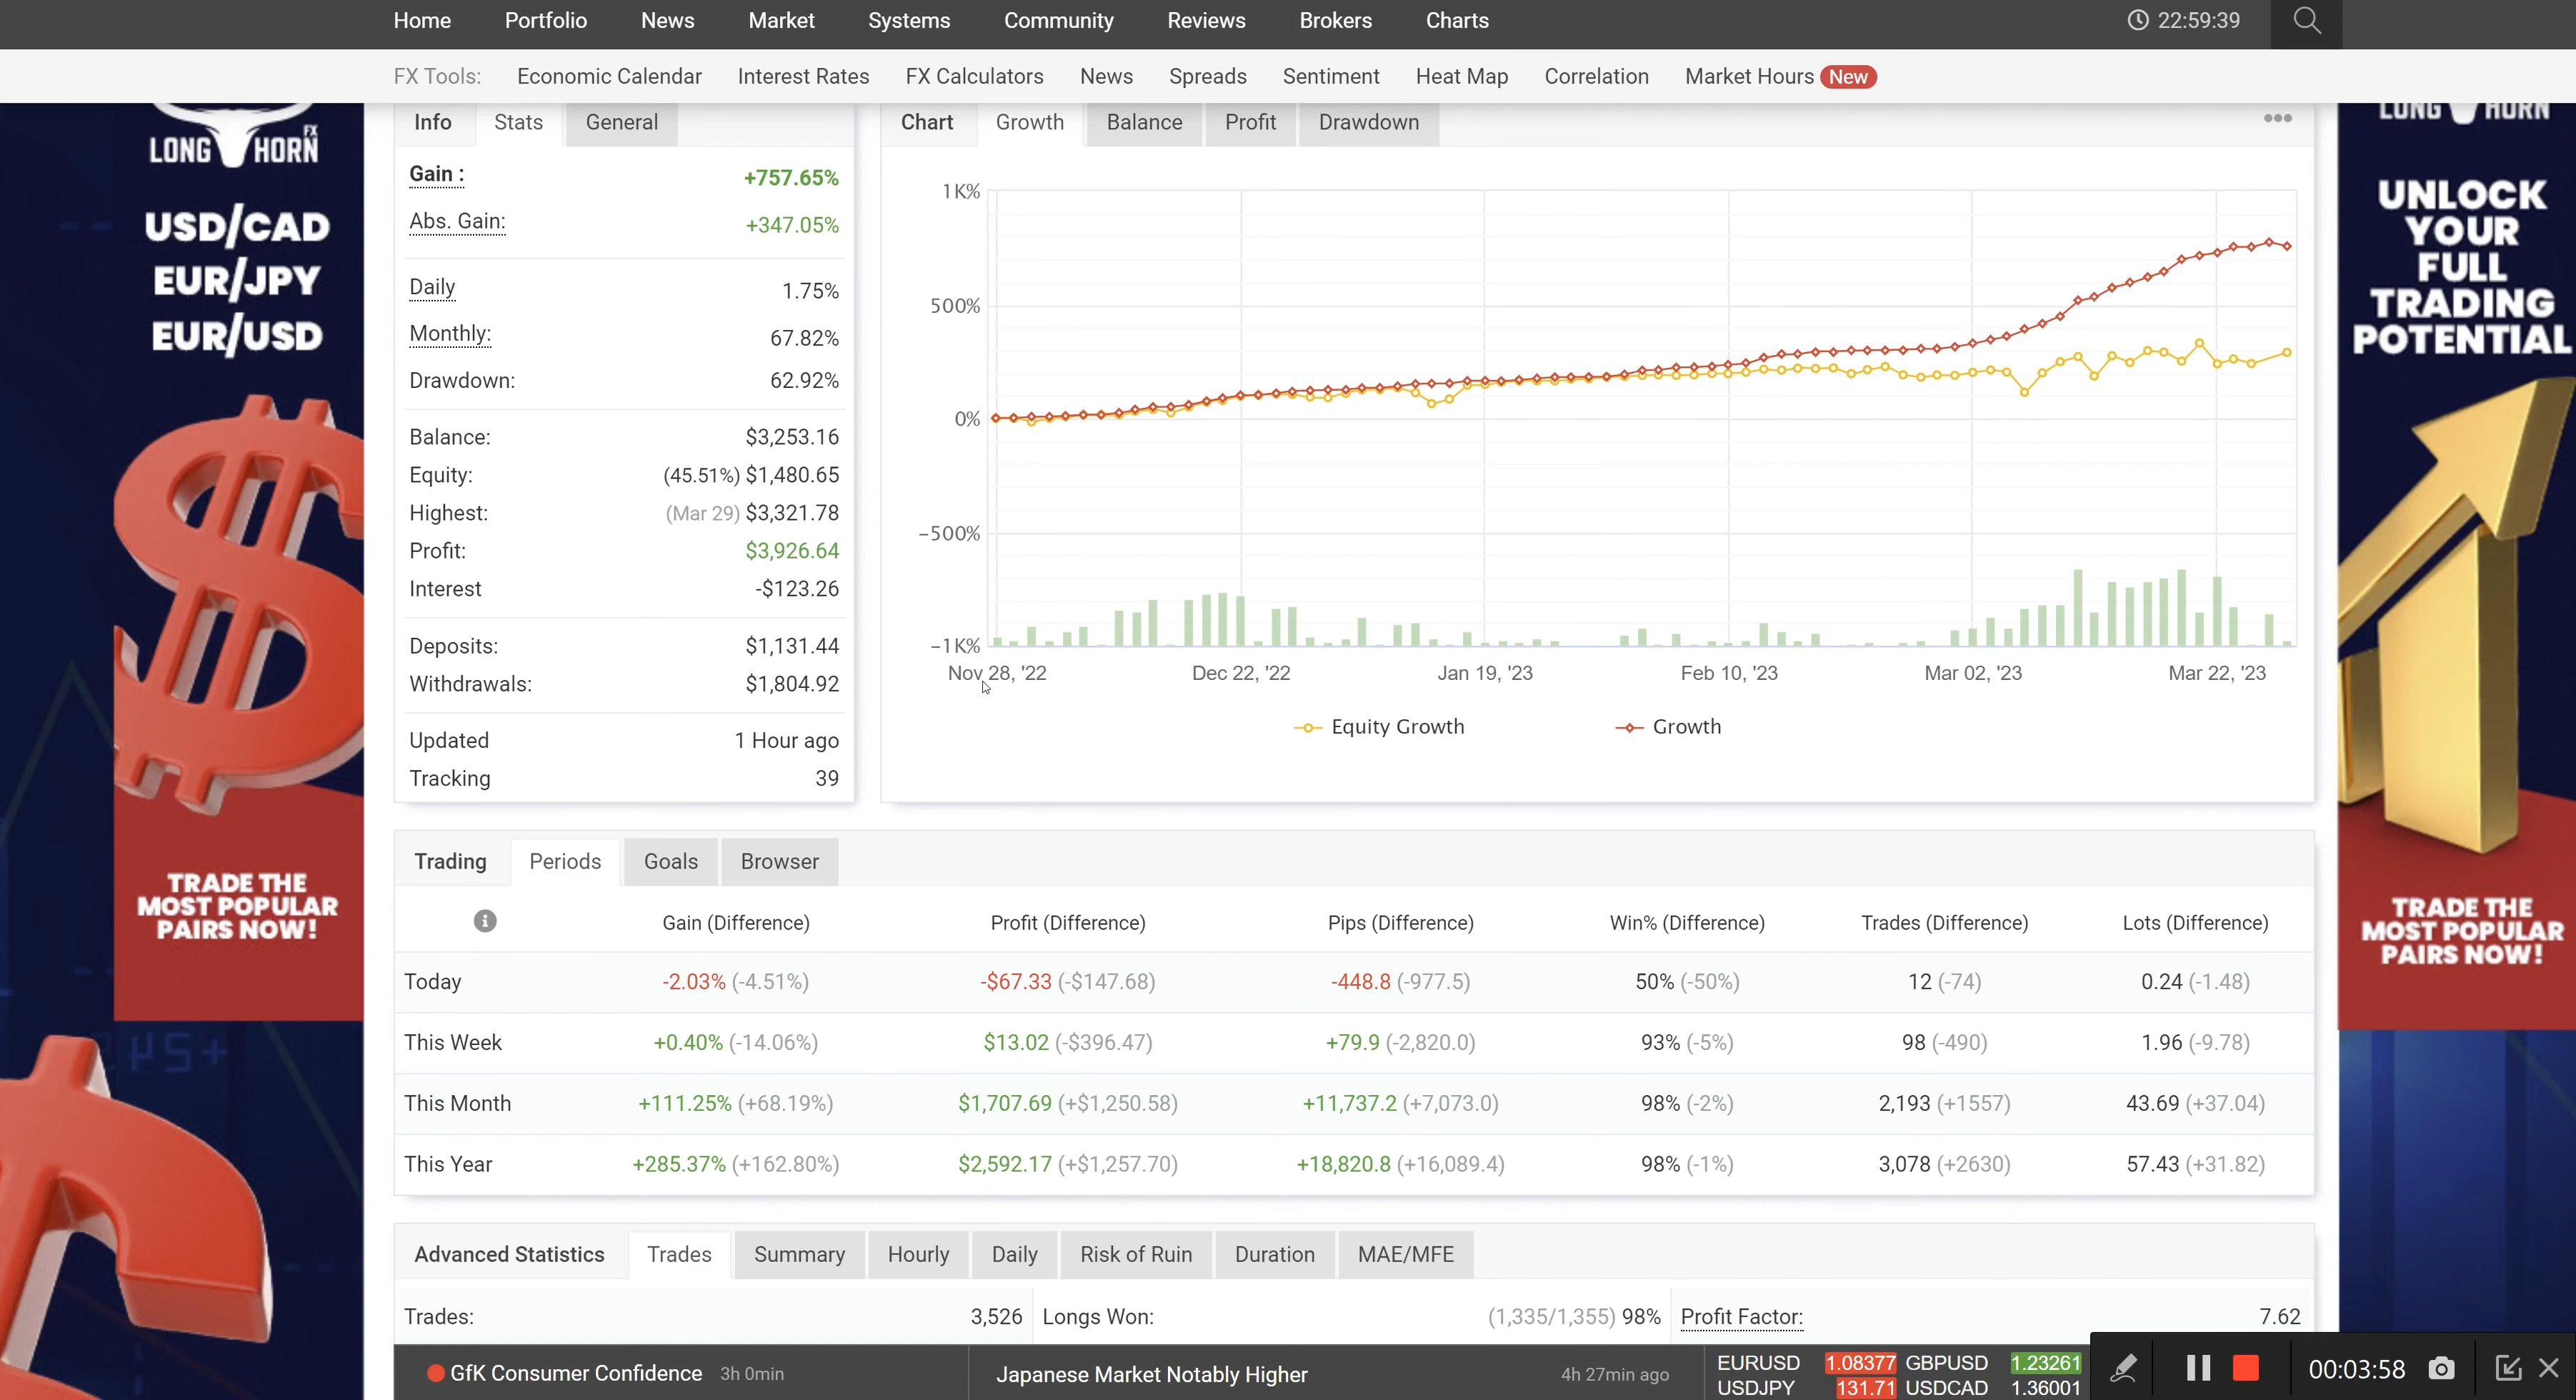 Home Portfolio News Market Systems Community Reviews Brokers Charts 22:59:39
FX Tools: Economic Calendar Interest Rates FX Calculators News Spreads Sentiment Heat Map Correlation Market Hours New
LONG HORN FX
USD/CAD
EUR/JPY
EUR/USD
TRADE THE
MOST POPULAR
PAIRS NOW!
Info Stats General
Gain : +757.65%
Abs. Gain: +347.05%
Daily 1.75%
Monthly: 67.82%
Drawdown: 62.92%
Balance: $3,253.16
Equity: (45.51%) $1,480.65
Highest: (Mar 29) $3,321.78
Profit: $3,926.64
Interest -$123.26
Deposits: $1,131.44
Withdrawals: $1,804.92
Updated 1 Hour ago
Tracking 39
Chart Growth Balance Profit Drawdown
1K%
500%
0%
-500%
-1K%
Nov 28, '22 Dec 22, '22 Jan 19, '23 Feb 10, '23 Mar 02, '23 Mar 22, '23
Equity Growth Growth
LONG HORN
UNLOCK
YOUR
FULL
TRADING
POTENTIAL
TRADE THE
MOST POPULAR
PAIRS NOW!
Trading Periods Goals Browser
Gain (Difference) Profit (Difference) Pips (Difference) Win% (Difference) Trades (Difference) Lots (Difference)
Today -2.03% (-4.51%) -$67.33 (-$147.68) -448.8 (-977.5) 50% (-50%) 12 (-74) 0.24 (-1.48)
This Week +0.40% (-14.06%) $13.02 (-$396.47) +79.9 (-2,820.0) 93% (-5%) 98 (-490) 1.96 (-9.78)
This Month +111.25% (+68.19%) $1,707.69 (+$1,250.58) +11,737.2 (+7,073.0) 98% (-2%) 2,193 (+1557) 43.69 (+37.04)
This Year +285.37% (+162.80%) $2,592.17 (+$1,257.70) +18,820.8 (+16,089.4) 98% (-1%) 3,078 (+2630) 57.43 (+31.82)
Advanced Statistics Trades Summary Hourly Daily Risk of Ruin Duration MAE/MFE
Trades: 3,526 Longs Won: (1,335/1,355) 98% Profit Factor: 7.62
GfK Consumer Confidence 3h 0min Japanese Market Notably Higher 4h 27min ago
EURUSD 1.08377 GBPUSD 1.23261
USDJPY 131.71 USDCAD 1.36001
00:03:58